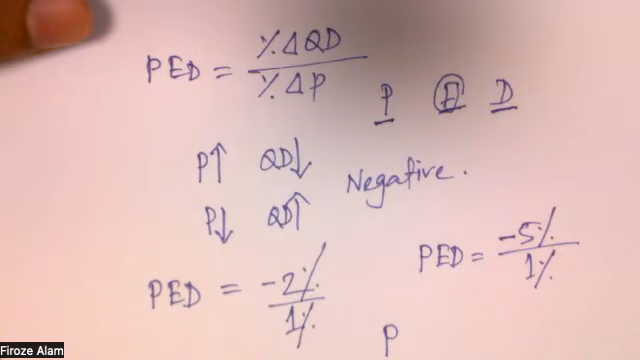 PED = %ΔQD / %ΔP
P E D
P↑ QD↓
Negative.
P↓ QD↑
PED = -2% / 1%
PED = -5% / 1%
P
Firoze Alam